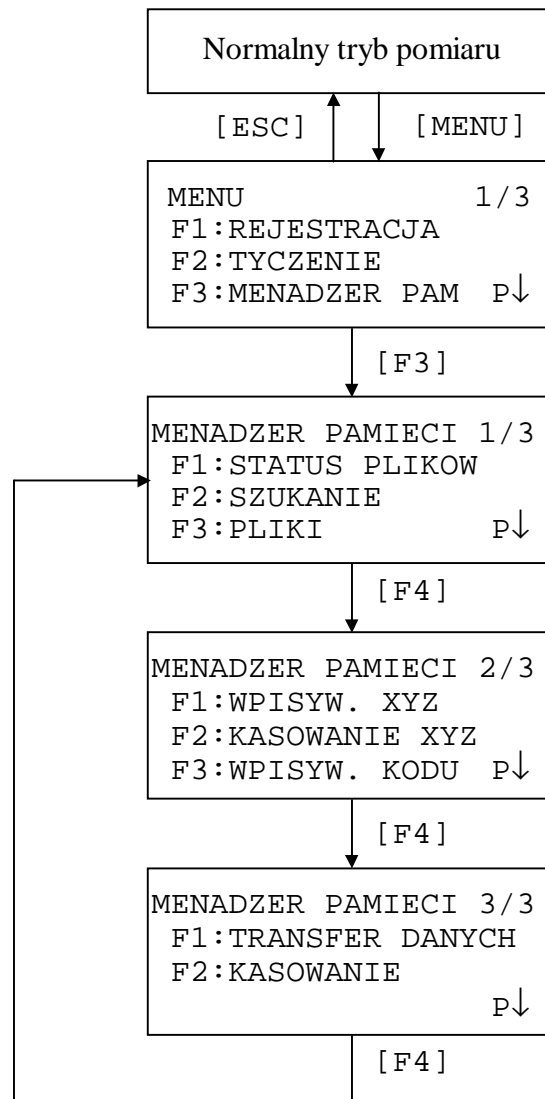 Normalny tryb pomiaru
[ESC] [MENU]
MENU 1/3
F1:REJESTRACJA
F2:TYCZENIE
F3:MENADZER PAM P↓
[F3]
MENADZER PAMIECI 1/3
F1:STATUS PLIKOW
F2:SZUKANIE
F3:PLIKI P↓
[F4]
MENADZER PAMIECI 2/3
F1:WPISYW. XYZ
F2:KASOWANIE XYZ
F3:WPISYW. KODU P↓
[F4]
MENADZER PAMIECI 3/3
F1:TRANSFER DANYCH
F2:KASOWANIE
P↓
[F4]